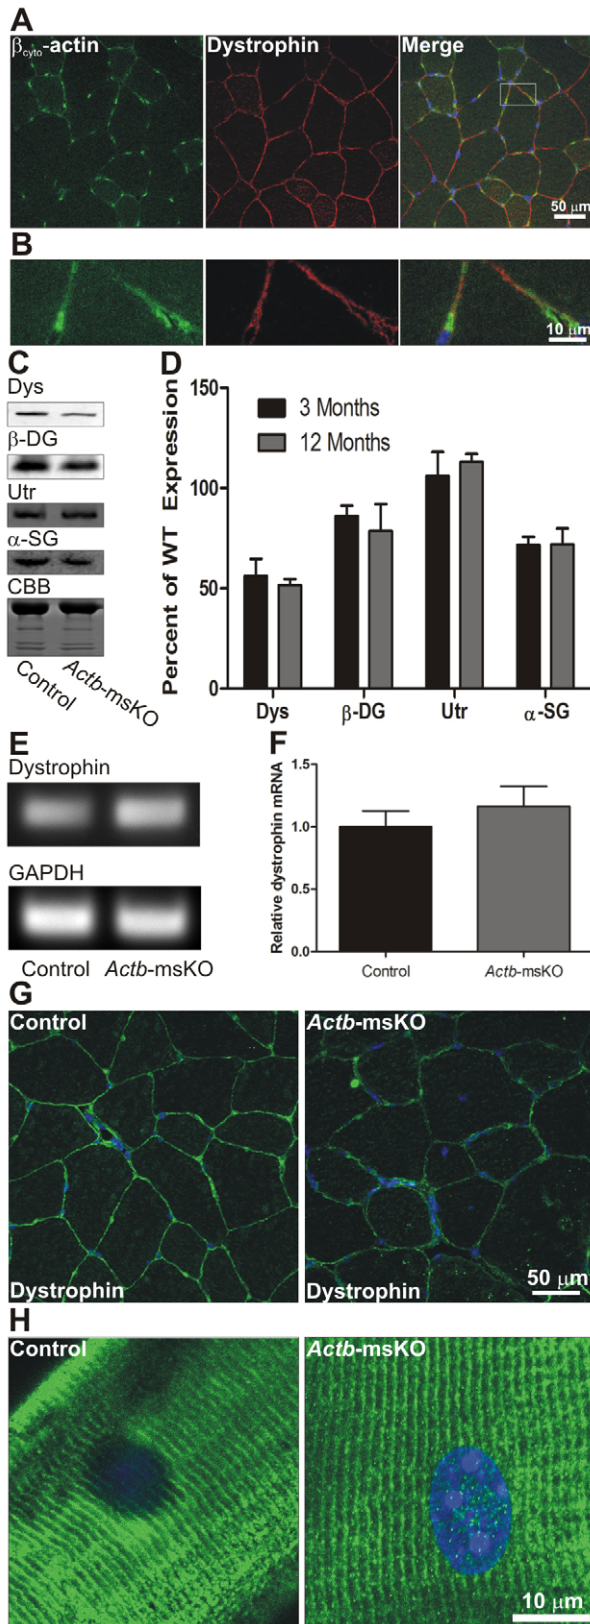 A
βcyto-actin
Dystrophin
Merge
50 μm
B
10 μm
C
Dys
β-DG
Utr
α-SG
CBB
Control
Actb-msKO
D
Percent of WT Expression
150
100
50
0
3 Months
12 Months
Dys
β-DG
Utr
α-SG
E
Dystrophin
GAPDH
Control
Actb-msKO
F
Relative dystrophin mRNA
1.5
1.0
0.5
0.0
Control
Actb-msKO
G
Control
Actb-msKO
Dystrophin
Dystrophin
50 μm
H
Control
Actb-msKO
10 μm